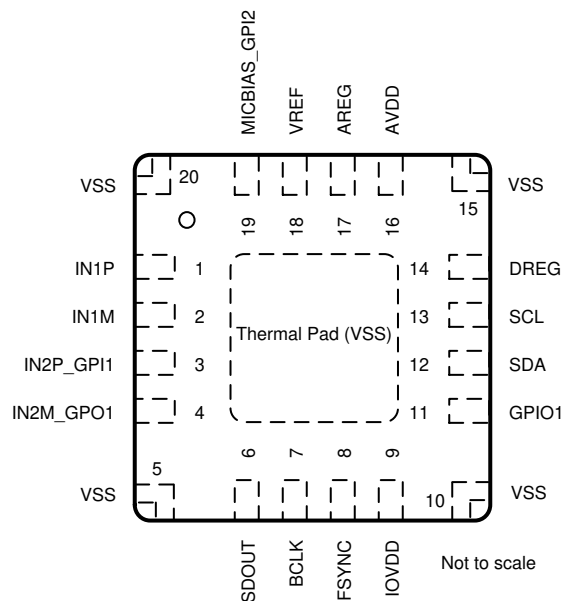 MICBIAS_GPI2
VREF
AREG
AVDD
VSS
20
19
18
17
16
15
VSS
IN1P
1
14
DREG
IN1M
2
13
SCL
Thermal Pad (VSS)
IN2P_GPI1
3
12
SDA
IN2M_GPO1
4
11
GPIO1
VSS
5
6
7
8
9
10
VSS
SDOUT
BCLK
FSYNC
IOVDD
Not to scale